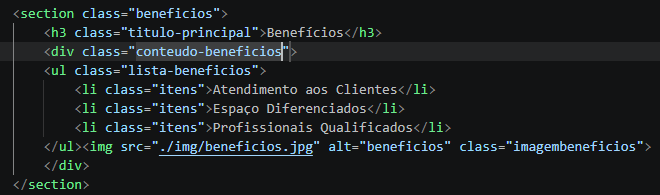 <section class="beneficios">
<h3 class="titulo-principal">Benefícios</h3>
<div class="conteudo-beneficios">
<ul class="lista-beneficios">
<li class="itens">Atendimento aos Clientes</li>
<li class="itens">Espaço Diferenciados</li>
<li class="itens">Profissionais Qualificados</li>
</ul><img src="./img/beneficios.jpg" alt="beneficios" class="imagembeneficios">
</div>
</section>